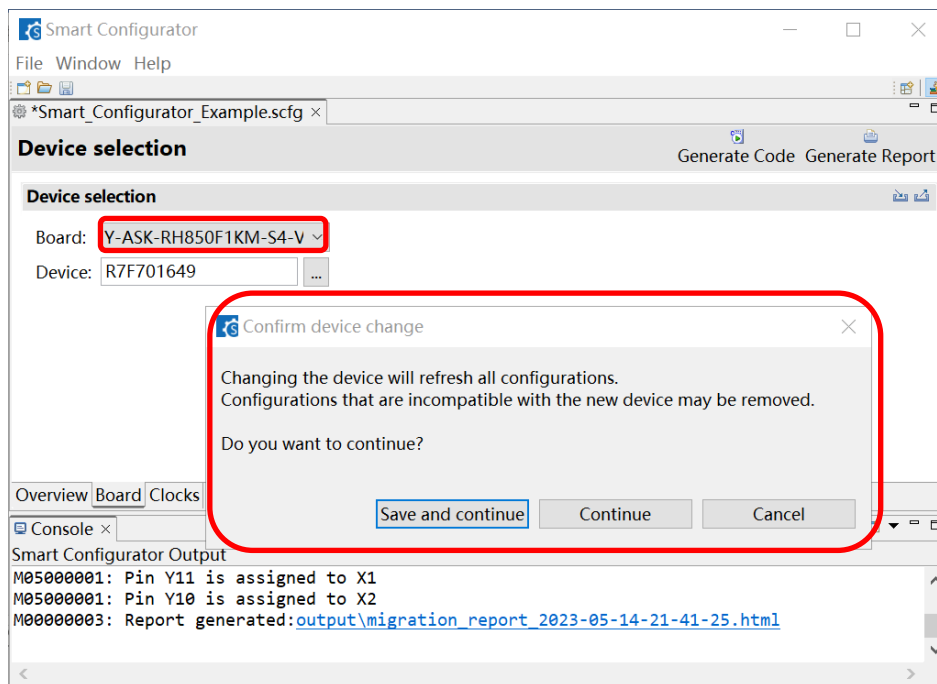 Smart Configurator
File Window Help
*Smart_Configurator_Example.scfg
Device selection
Generate Code Generate Report
Device selection
Board: Y-ASK-RH850F1KM-S4-V
Device: R7F701649 ...
Confirm device change
Changing the device will refresh all configurations.
Configurations that are incompatible with the new device may be removed.
Do you want to continue?
Save and continue Continue Cancel
Overview Board Clocks
Console
Smart Configurator Output
M05000001: Pin Y11 is assigned to X1
M05000001: Pin Y10 is assigned to X2
M00000003: Report generated:output\migration_report_2023-05-14-21-41-25.html